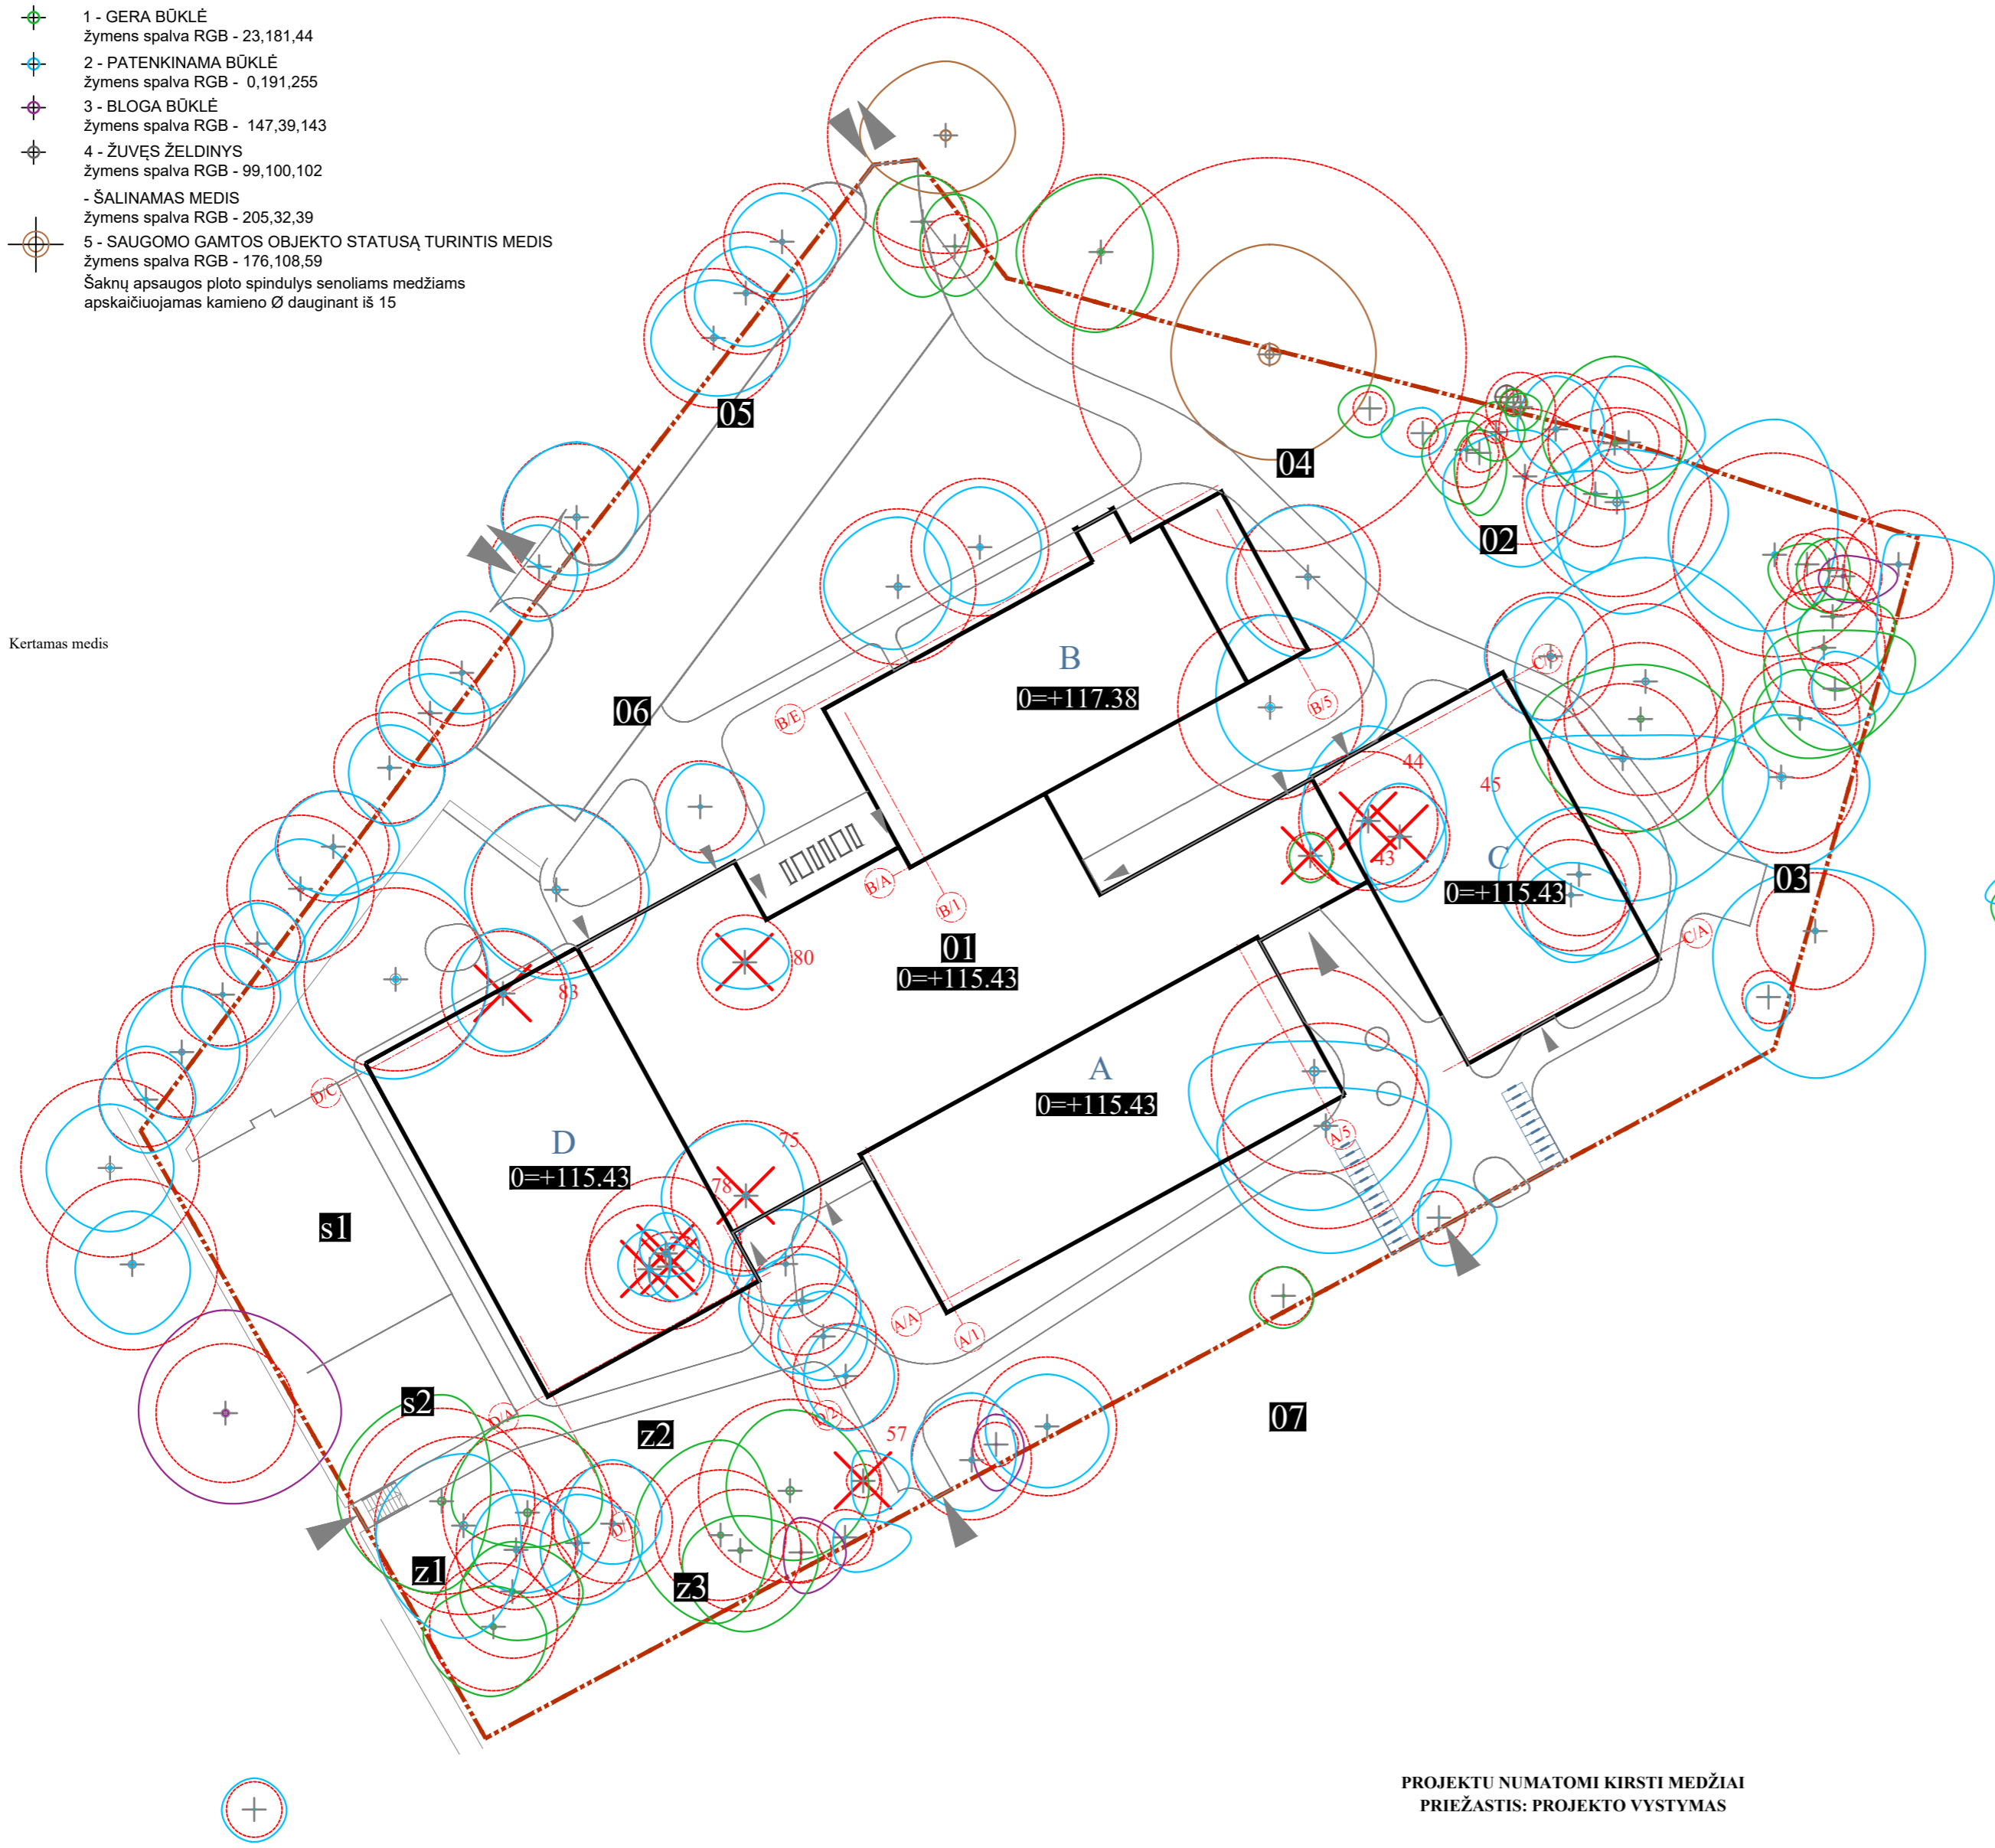 1 - GERA BŪKLĖ
žymens spalva RGB - 23,181,44
2 - PATENKINAMA BŪKLĖ
žymens spalva RGB - 0,191,255
3 - BLOGA BŪKLĖ
žymens spalva RGB - 147,39,143
4 - ŽUVĘS ŽELDINYS
žymens spalva RGB - 99,100,102
- ŠALINAMAS MEDIS
žymens spalva RGB - 205,32,39
5 - SAUGOMO GAMTOS OBJEKTO STATUSĄ TURINTIS MEDIS
žymens spalva RGB - 176,108,59
Šaknų apsaugos ploto spindulys senoliams medžiams
apskaičiuojamas kamieno Ø dauginant iš 15
05
04
02
Kertamas medis
B
0=+117.38
C/D
06
B/E
B/5
44
45
43
C
0=+115.43
03
B/A
B/1
C/A
01
0=+115.43
80
83
A
0=+115.43
D/C
A/5
D
0=+115.43
75
78
s1
A/A
A/1
s2
D/A
z2
57
07
z1
z3
PROJEKTU NUMATOMI KIRSTI MEDŽIAI
PRIEŽASTIS: PROJEKTO VYSTYMAS